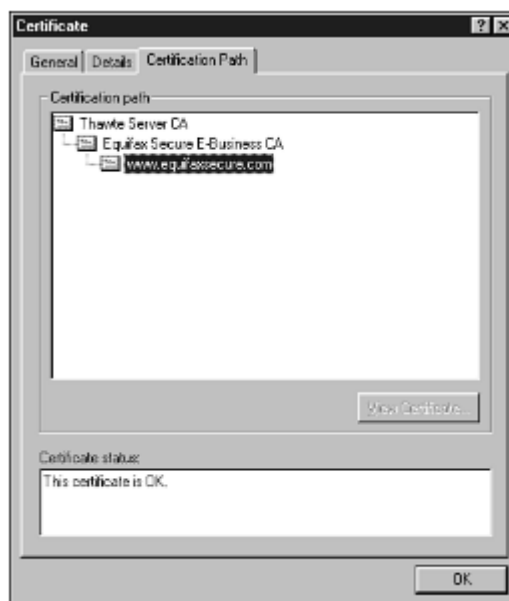 Certificate
General Details Certification Path
Certification path
Thawte Server CA
Equifax Secure E-Business CA
www.equifaxsecure.com
View Certificate...
Certificate status:
This certificate is OK.
OK